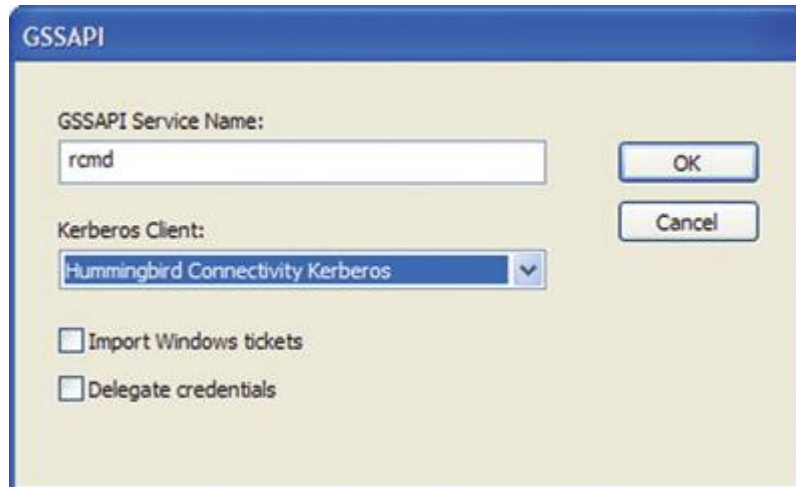 GSSAPI
GSSAPI Service Name:
rcmd
OK
Kerberos Client:
Cancel
Hummingbird Connectivity Kerberos
Import Windows tickets
Delegate credentials